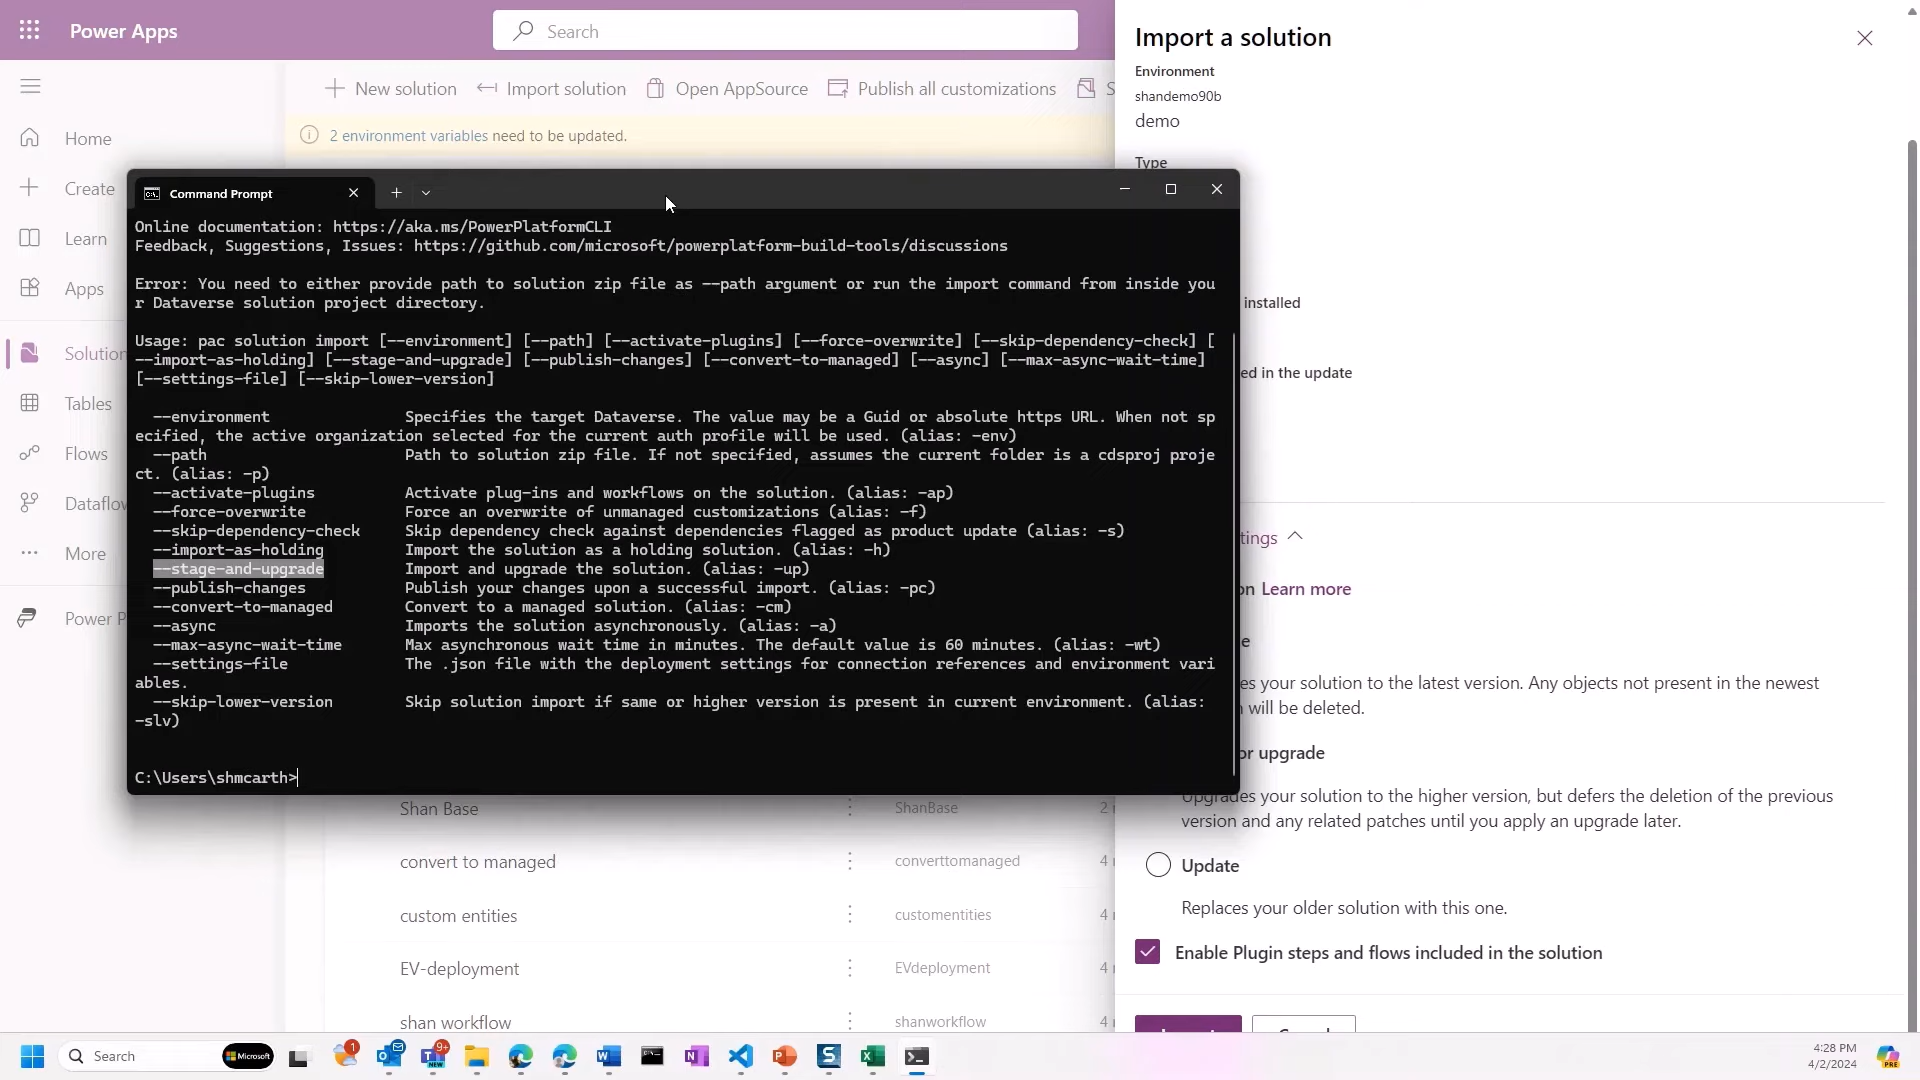 Power Apps
Search
Import a solution
Environment
shandemo90b
demo
Type
New solution
Import solution
Open AppSource
Publish all customizations
S
2 environment variables need to be updated.
Home
Create
Learn
Apps
Solution
Tables
Flows
Dataflow
More
Power P
Command Prompt
Online documentation: https://aka.ms/PowerPlatformCLI
Feedback, Suggestions, Issues: https://github.com/microsoft/powerplatform-build-tools/discussions
Error: You need to either provide path to solution zip file as --path argument or run the import command from inside you
r Dataverse solution project directory.
Usage: pac solution import [--environment] [--path] [--activate-plugins] [--force-overwrite] [--skip-dependency-check] [
--import-as-holding] [--stage-and-upgrade] [--publish-changes] [--convert-to-managed] [--async] [--max-async-wait-time]
[--settings-file] [--skip-lower-version]
--environment Specifies the target Dataverse. The value may be a Guid or absolute https URL. When not sp
ecified, the active organization selected for the current auth profile will be used. (alias: -env)
--path Path to solution zip file. If not specified, assumes the current folder is a cdsproj proje
ct. (alias: -p)
--activate-plugins Activate plug-ins and workflows on the solution. (alias: -ap)
--force-overwrite Force an overwrite of unmanaged customizations (alias: -f)
--skip-dependency-check Skip dependency check against dependencies flagged as product update (alias: -s)
--import-as-holding Import the solution as a holding solution. (alias: -h)
--stage-and-upgrade Import and upgrade the solution. (alias: -up)
--publish-changes Publish your changes upon a successful import. (alias: -pc)
--convert-to-managed Convert to a managed solution. (alias: -cm)
--async Imports the solution asynchronously. (alias: -a)
--max-async-wait-time Max asynchronous wait time in minutes. The default value is 60 minutes. (alias: -wt)
--settings-file The .json file with the deployment settings for connection references and environment vari
ables.
--skip-lower-version Skip solution import if same or higher version is present in current environment. (alias:
-slv)
C:\Users\shmcarth>
installed
ed in the update
tings
on Learn more
e
es your solution to the latest version. Any objects not present in the newest
n will be deleted.
or upgrade
Upgrades your solution to the higher version, but defers the deletion of the previous
version and any related patches until you apply an upgrade later.
Update
Replaces your older solution with this one.
Enable Plugin steps and flows included in the solution
Shan Base ShanBase 2
convert to managed converttomanaged 4
custom entities customentities 4
EV-deployment EVdeployment 4
shan workflow shanworkflow 4
Search
Microsoft
1
9+
NEW
4:28 PM
4/2/2024
PRE